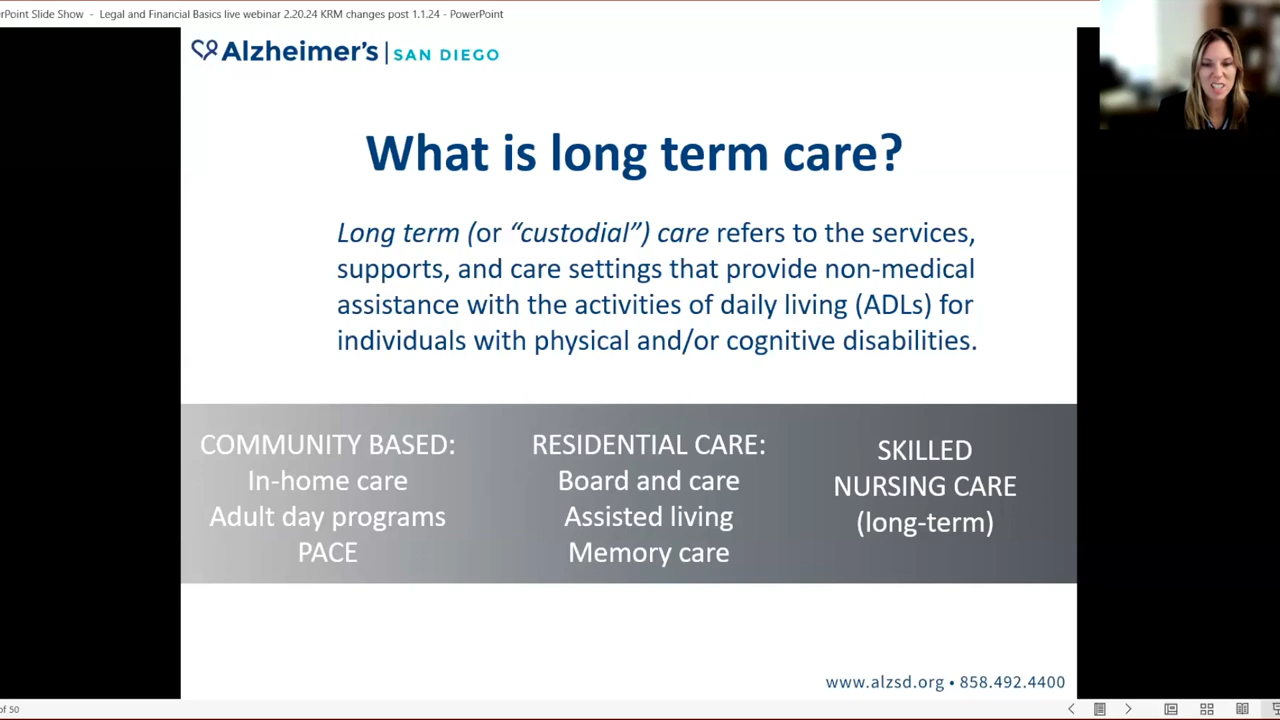 rPoint Slide Show - Legal and Financial Basics live webinar 2.20.24 KRM changes post 1.1.24 - PowerPoint
Alzheimer's | SAN DIEGO
What is long term care?
Long term (or “custodial”) care refers to the services,
supports, and care settings that provide non-medical
assistance with the activities of daily living (ADLs) for
individuals with physical and/or cognitive disabilities.
COMMUNITY BASED:
In-home care
Adult day programs
PACE
RESIDENTIAL CARE:
Board and care
Assisted living
Memory care
SKILLED
NURSING CARE
(long-term)
www.alzsd.org • 858.492.4400
of 50